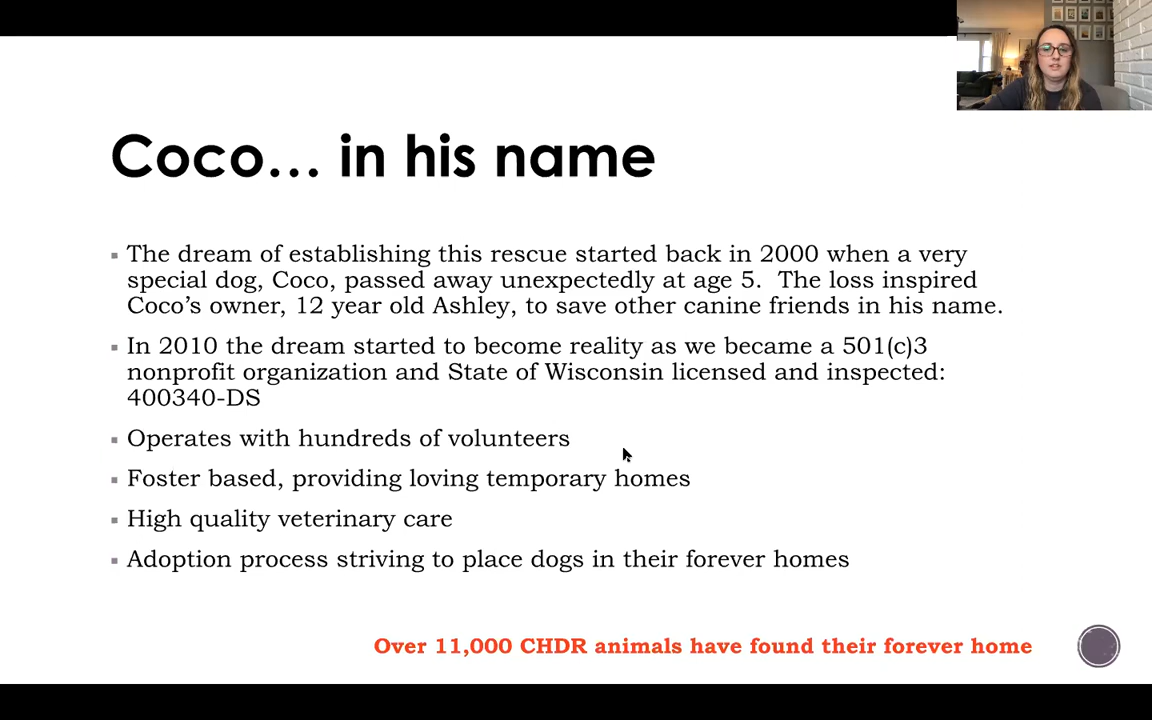 Coco... in his name
The dream of establishing this rescue started back in 2000 when a very
special dog, Coco, passed away unexpectedly at age 5.  The loss inspired
Coco's owner, 12 year old Ashley, to save other canine friends in his name.
In 2010 the dream started to become reality as we became a 501(c)3
nonprofit organization and State of Wisconsin licensed and inspected:
400340-DS
Operates with hundreds of volunteers
Foster based, providing loving temporary homes
High quality veterinary care
Adoption process striving to place dogs in their forever homes
Over 11,000 CHDR animals have found their forever home